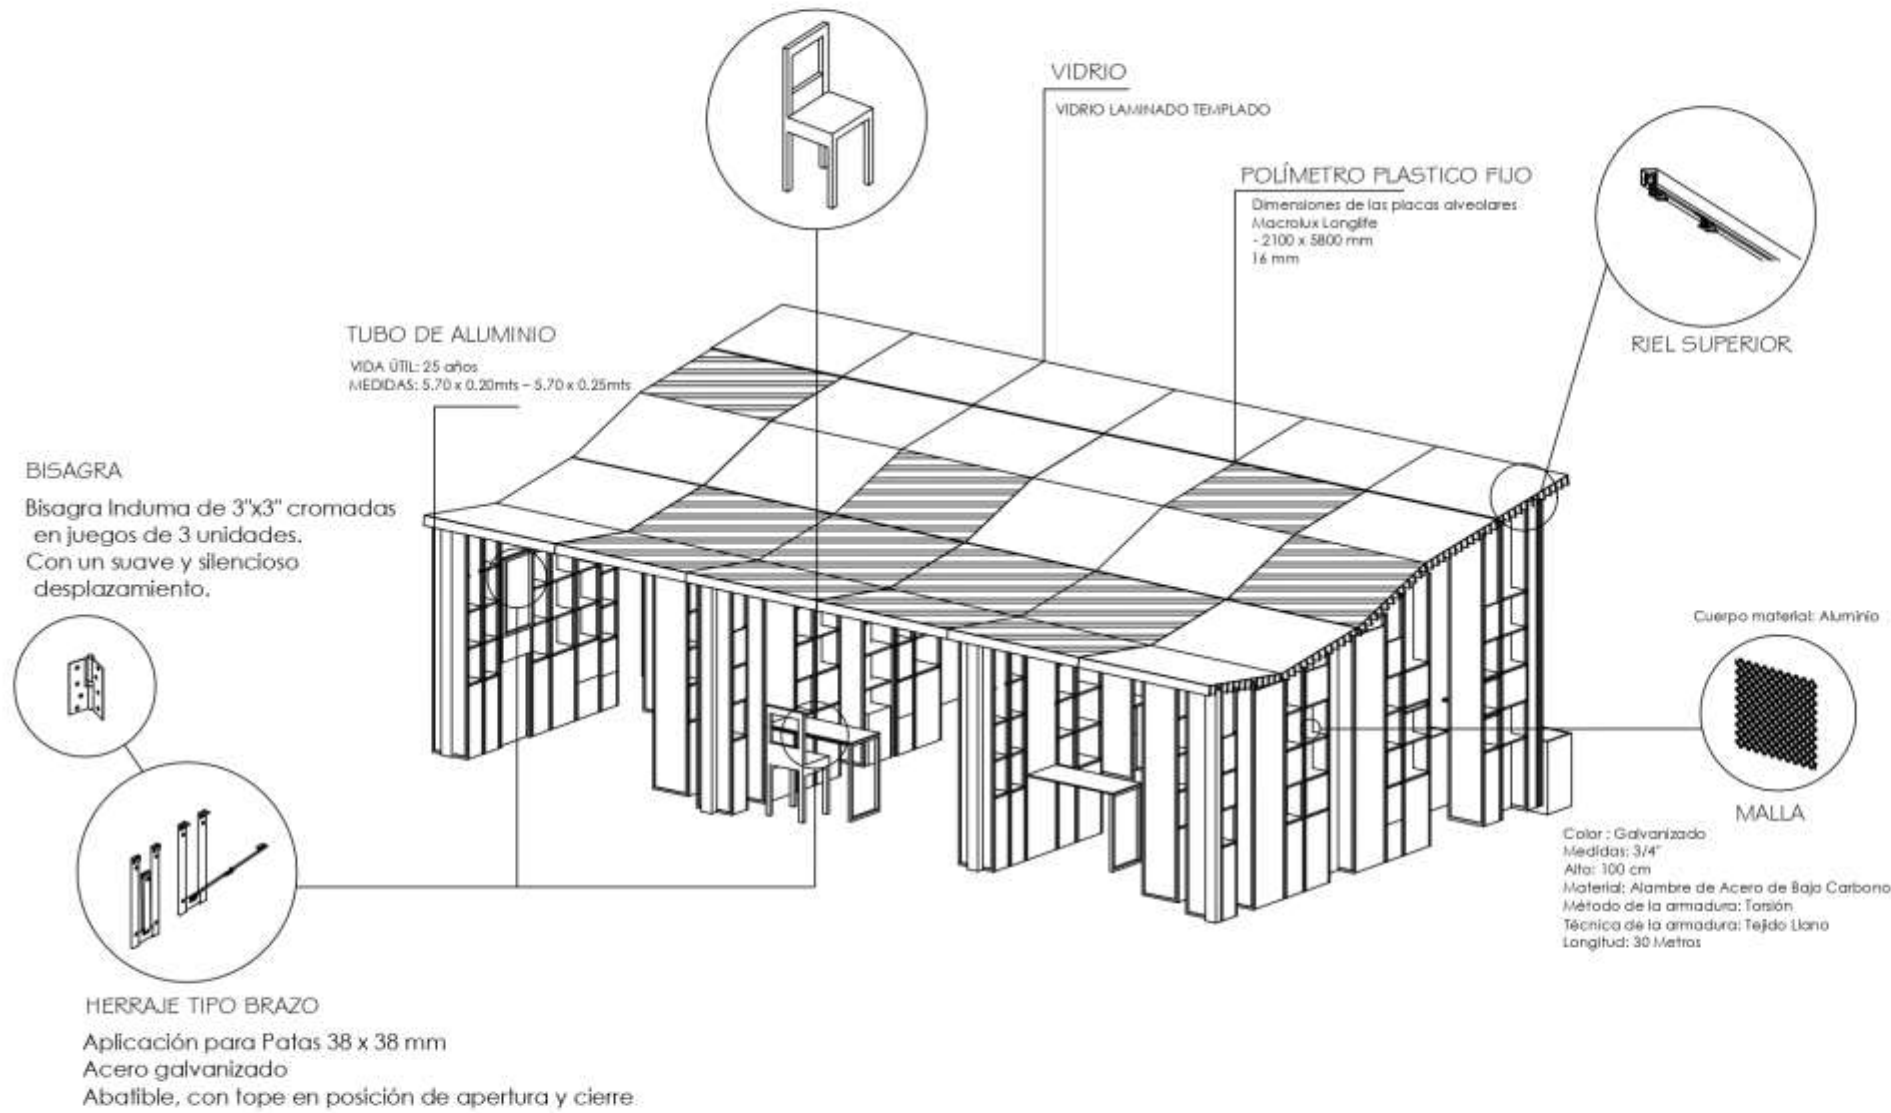 VIDRIO
VIDRIO LAMINADO TEMPLADO
POLÍMETRO PLASTICO FIJO
Dimensiones de las placas alveolares
Macrolux Longlife
- 2100 x 5800 mm
16 mm
RIEL SUPERIOR
TUBO DE ALUMINIO
VIDA ÚTIL: 25 años
MEDIDAS: 5.70 x 0.20mts – 5.70 x 0.25mts
BISAGRA
Bisagra Induma de 3"x3" cromadas
en juegos de 3 unidades.
Con un suave y silencioso
desplazamiento.
Cuerpo material: Aluminio
MALLA
Color : Galvanizado
Medidas: 3/4"
Alto: 100 cm
Material: Alambre de Acero de Bajo Carbono
Método de la armadura: Torsión
Técnica de la armadura: Tejido Llano
Longitud: 30 Metros
HERRAJE TIPO BRAZO
Aplicación para Patas 38 x 38 mm
Acero galvanizado
Abatible, con tope en posición de apertura y cierre